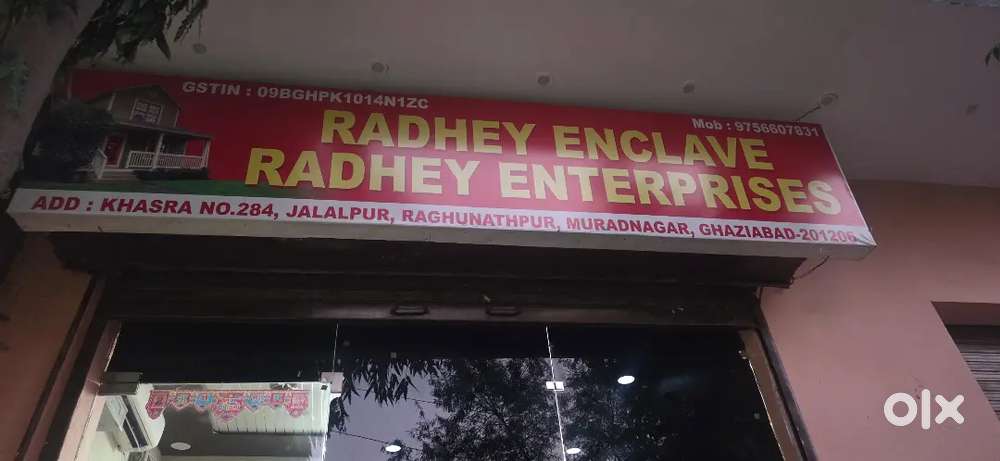 GSTIN : 09BGHPK1014N1ZC
Mob : 9756607831
RADHEY ENCLAVE
RADHEY ENTERPRISES
ADD : KHASRA NO.284, JALALPUR, RAGHUNATHPUR, MURADNAGAR, GHAZIABAD-201206
olx